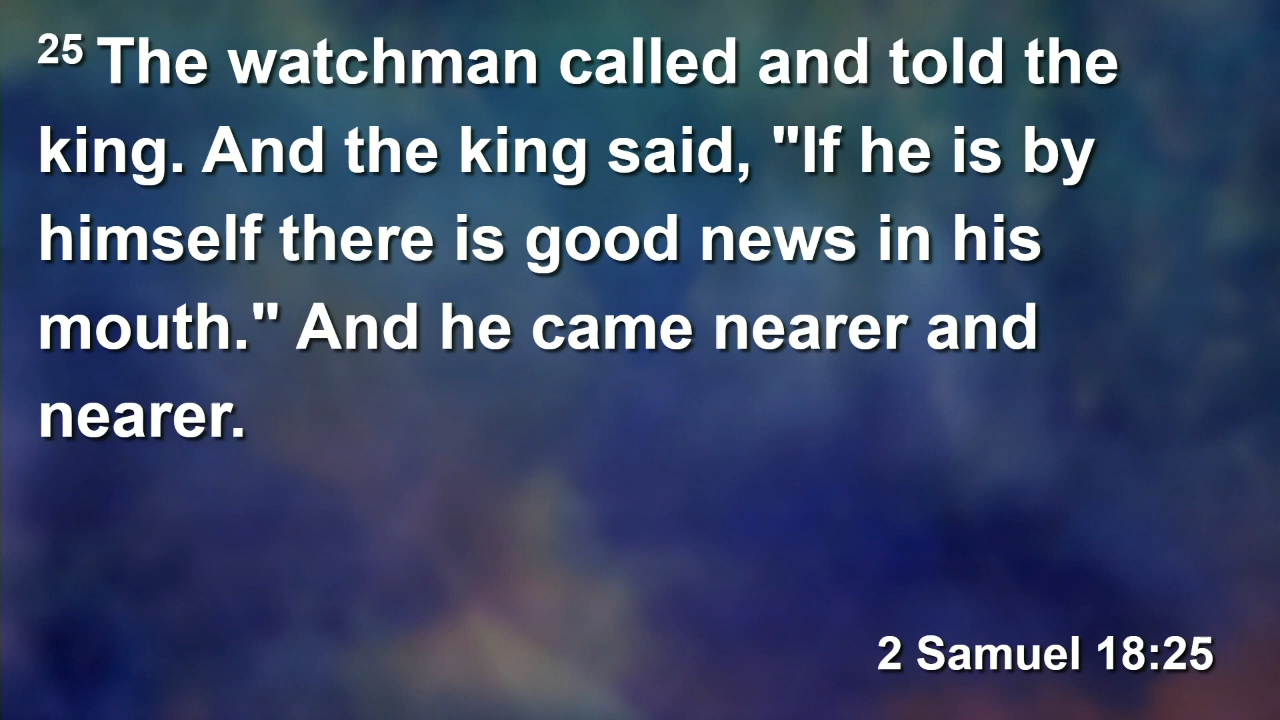 25 The watchman called and told the
king. And the king said, "If he is by
himself there is good news in his
mouth." And he came nearer and
nearer.
2 Samuel 18:25